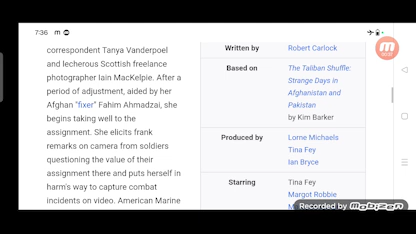 7:36 m
correspondent Tanya Vanderpoel
and lecherous Scottish freelance
photographer Iain MacKelpie. After a
period of adjustment, aided by her
Afghan "fixer" Fahim Ahmadzai, she
begins taking well to the
assignment. She elicits frank
remarks on camera from soldiers
questioning the value of their
assignment there and puts herself in
harm's way to capture combat
incidents on video. American Marine
Written by Robert Carlock
Based on The Taliban Shuffle:
Strange Days in
Afghanistan and
Pakistan
by Kim Barker
Produced by Lorne Michaels
Tina Fey
Ian Bryce
Starring Tina Fey
Margot Robbie
Recorded by MOBIZEN